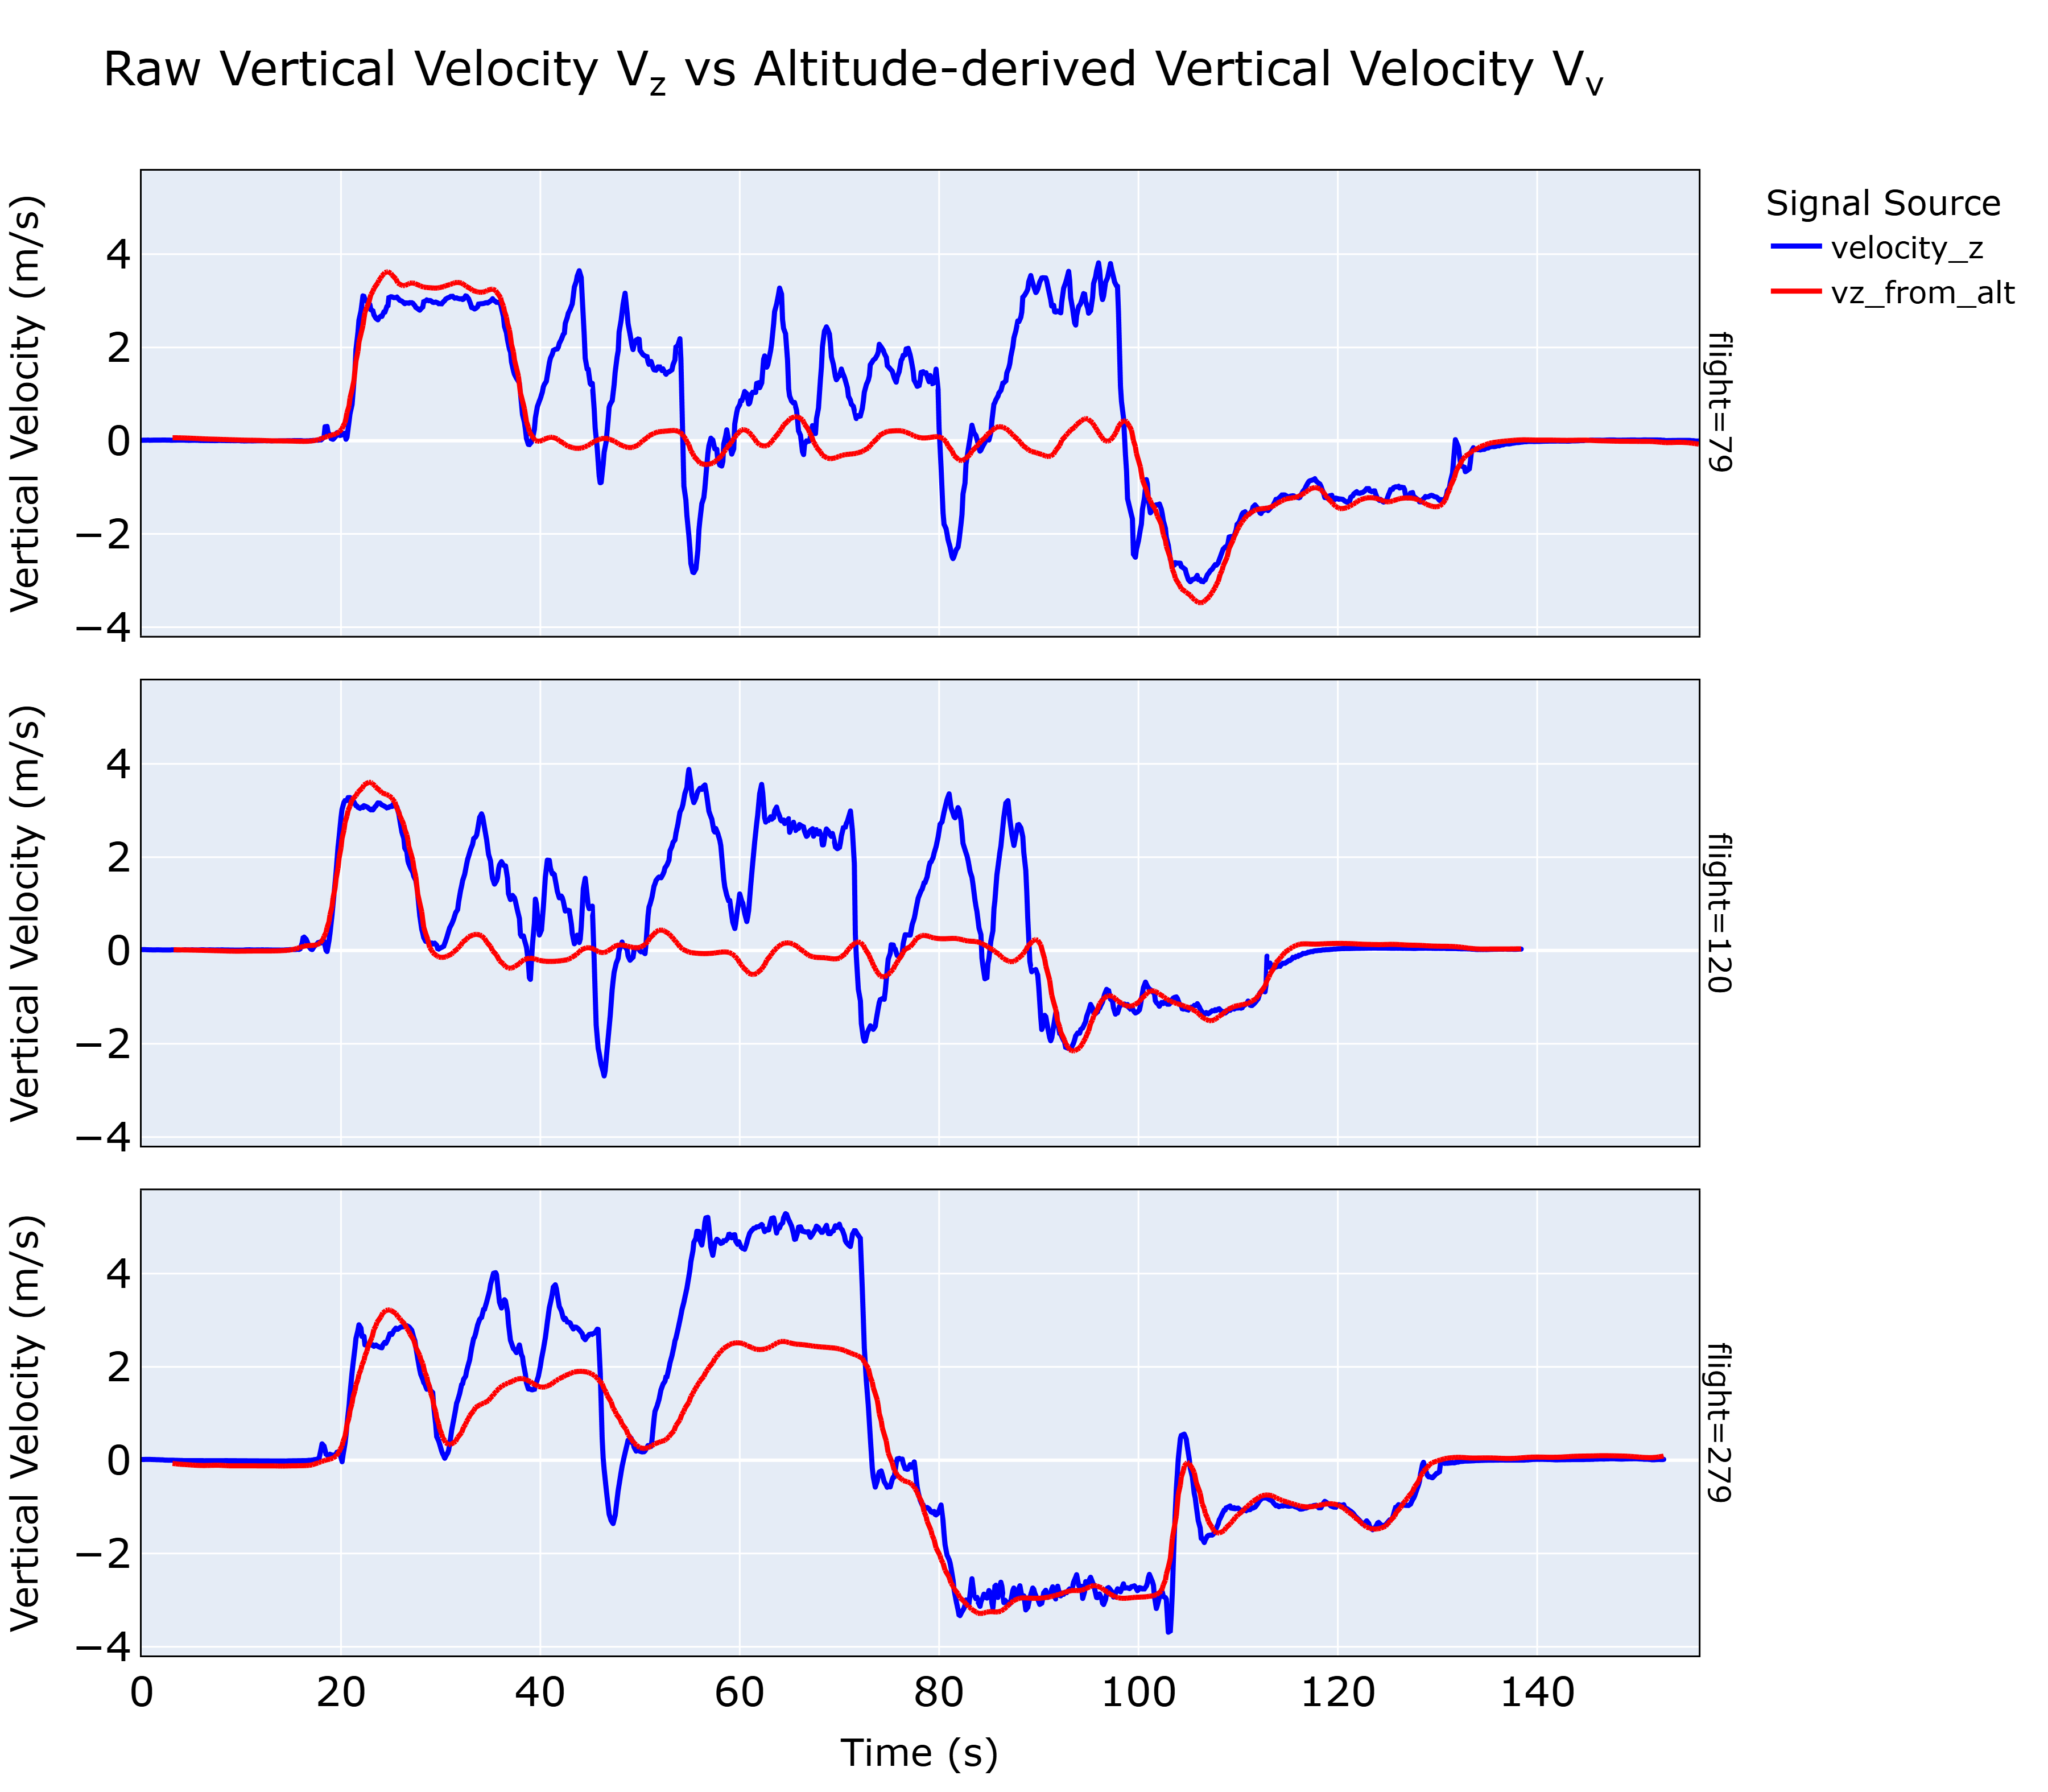 Raw Vertical Velocity Vz vs Altitude-derived Vertical Velocity Vv
Signal Source
velocity_z
vz_from_alt
Vertical Velocity (m/s)
4
2
0
−2
−4
flight=79
Vertical Velocity (m/s)
4
2
0
−2
−4
flight=120
Vertical Velocity (m/s)
4
2
0
−2
−4
flight=279
0 20 40 60 80 100 120 140
Time (s)